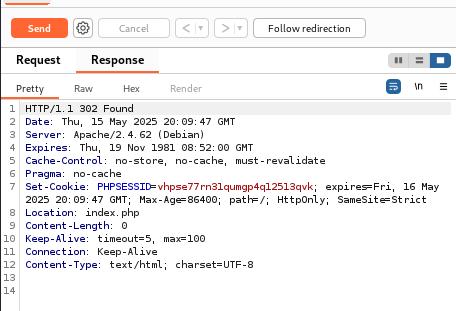 Send Cancel < > Follow redirection
Request Response
Pretty Raw Hex Render \n
1 HTTP/1.1 302 Found
2 Date: Thu, 15 May 2025 20:09:47 GMT
3 Server: Apache/2.4.62 (Debian)
4 Expires: Thu, 19 Nov 1981 08:52:00 GMT
5 Cache-Control: no-store, no-cache, must-revalidate
6 Pragma: no-cache
7 Set-Cookie: PHPSESSID=vhpse77rn31qumgp4q12513qvk; expires=Fri, 16 May
2025 20:09:47 GMT; Max-Age=86400; path=/; HttpOnly; SameSite=Strict
8 Location: index.php
9 Content-Length: 0
10 Keep-Alive: timeout=5, max=100
11 Connection: Keep-Alive
12 Content-Type: text/html; charset=UTF-8
13
14